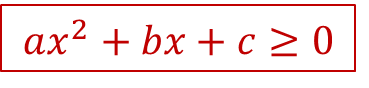 ax² + bx + c ≥ 0